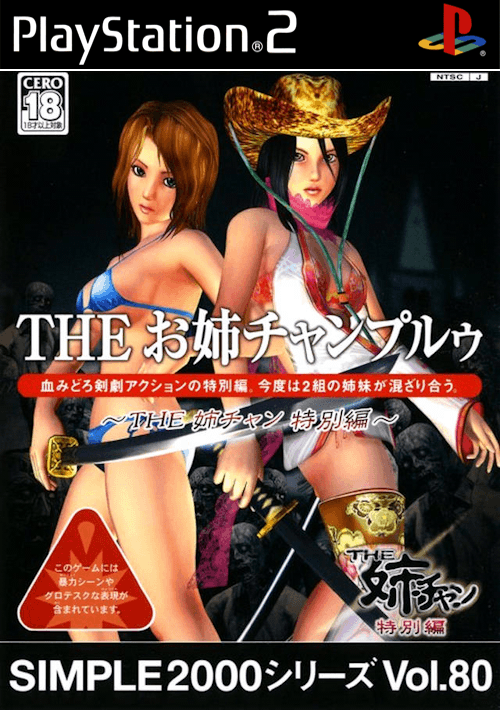 PlayStation®2
NTSC J
CERO
18
18才以上対象
THE お姉チャンプルゥ
血みどろ剣劇アクションの特別編。今度は2組の姉妹が混ざり合う。
～THE 姉チャン 特別編～
このゲームには
暴力シーンや
グロテスクな表現が
含まれています。
THE
姉チャン
特別編
SIMPLE2000シリーズ Vol.80